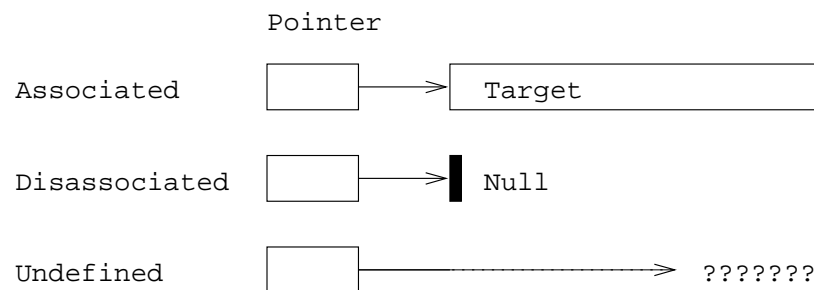 Pointer
Associated Target
Disassociated Null
Undefined ???????